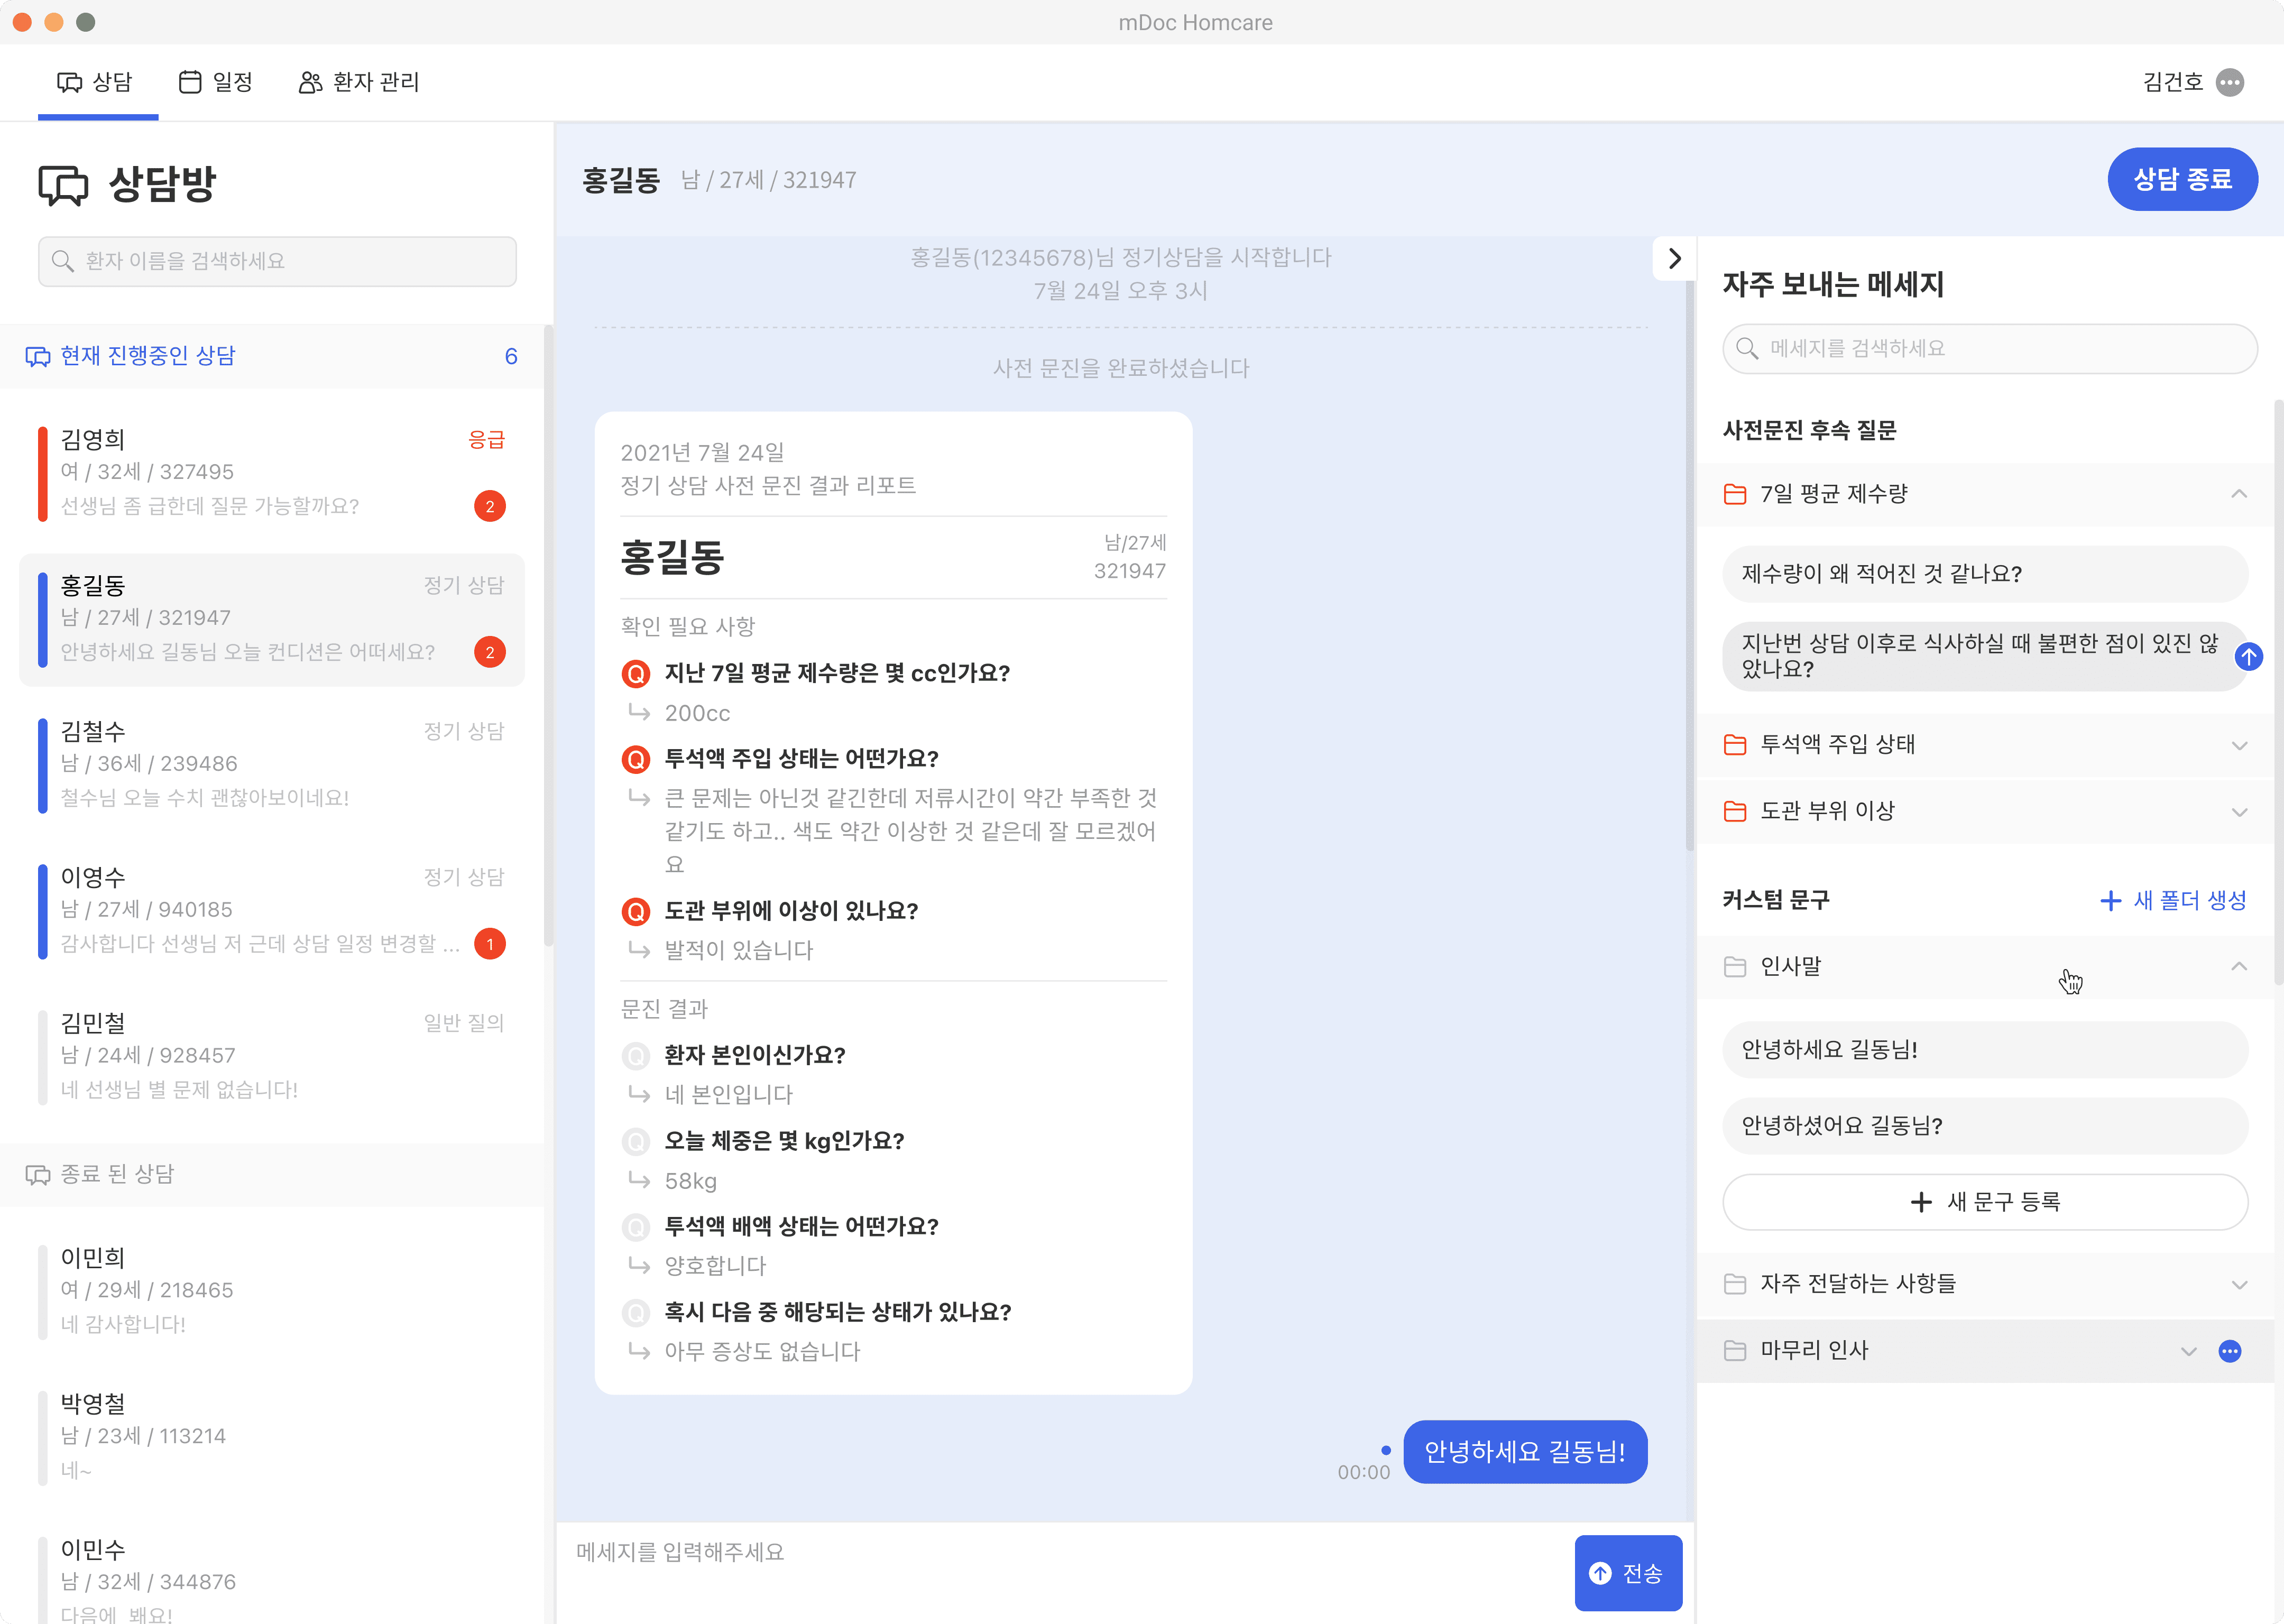 mDoc Homcare
상담
일정
환자 관리
김건호
상담방
환자 이름을 검색하세요
현재 진행중인 상담 6
김영희 응급
여 / 32세 / 327495
선생님 좀 급한데 질문 가능할까요? 2
홍길동 정기 상담
남 / 27세 / 321947
안녕하세요 길동님 오늘 컨디션은 어떠세요? 2
김철수 정기 상담
남 / 36세 / 239486
철수님 오늘 수치 괜찮아보이네요!
이영수 정기 상담
남 / 27세 / 940185
감사합니다 선생님 저 근데 상담 일정 변경할 ... 1
김민철 일반 질의
남 / 24세 / 928457
네 선생님 별 문제 없습니다!
종료 된 상담
이민희
여 / 29세 / 218465
네 감사합니다!
박영철
남 / 23세 / 113214
네~
이민수
남 / 32세 / 344876
다음에 봬요!
홍길동 남 / 27세 / 321947
상담 종료
홍길동(12345678)님 정기상담을 시작합니다
7월 24일 오후 3시
사전 문진을 완료하셨습니다
2021년 7월 24일
정기 상담 사전 문진 결과 리포트
홍길동
남/27세
321947
확인 필요 사항
Q 지난 7일 평균 제수량은 몇 cc인가요?
200cc
Q 투석액 주입 상태는 어떤가요?
큰 문제는 아닌것 같긴한데 저류시간이 약간 부족한 것
같기도 하고.. 색도 약간 이상한 것 같은데 잘 모르겠어
요
Q 도관 부위에 이상이 있나요?
발적이 있습니다
문진 결과
Q 환자 본인이신가요?
네 본인입니다
Q 오늘 체중은 몇 kg인가요?
58kg
Q 투석액 배액 상태는 어떤가요?
양호합니다
Q 혹시 다음 중 해당되는 상태가 있나요?
아무 증상도 없습니다
안녕하세요 길동님!
00:00
메세지를 입력해주세요
전송
자주 보내는 메세지
메세지를 검색하세요
사전문진 후속 질문
7일 평균 제수량
제수량이 왜 적어진 것 같나요?
지난번 상담 이후로 식사하실 때 불편한 점이 있진 않
았나요?
투석액 주입 상태
도관 부위 이상
커스텀 문구
새 폴더 생성
인사말
안녕하세요 길동님!
안녕하셨어요 길동님?
새 문구 등록
자주 전달하는 사항들
마무리 인사